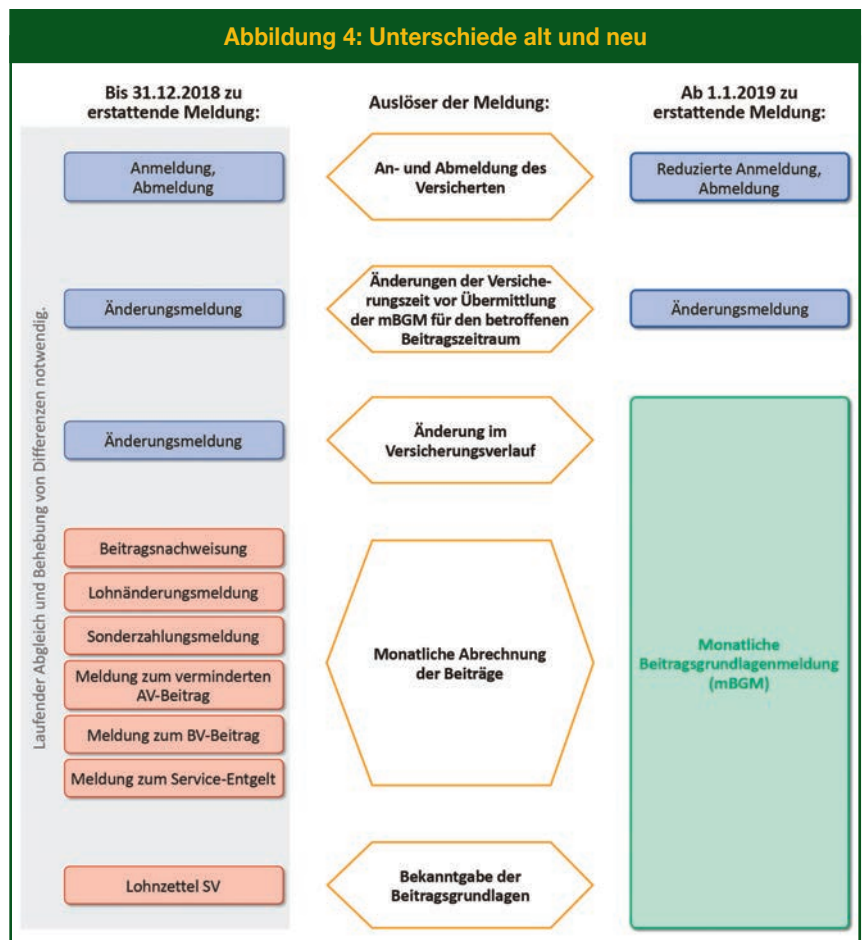 Abbildung 4: Unterschiede alt und neu
Bis 31.12.2018 zu
erstattende Meldung:
Auslöser der Meldung:
Ab 1.1.2019 zu
erstattende Meldung:
Laufender Abgleich und Behebung von Differenzen notwendig.
Anmeldung,
Abmeldung
An- und Abmeldung des
Versicherten
Reduzierte Anmeldung,
Abmeldung
Änderungsmeldung
Änderungen der Versiche-
rungszeit vor Übermittlung
der mBGM für den betroffenen
Beitragszeitraum
Änderungsmeldung
Änderungsmeldung
Änderung im
Versicherungsverlauf
Beitragsnachweisung
Lohnänderungsmeldung
Sonderzahlungsmeldung
Meldung zum verminderten
AV-Beitrag
Meldung zum BV-Beitrag
Meldung zum Service-Entgelt
Monatliche Abrechnung
der Beiträge
Monatliche
Beitragsgrundlagenmeldung
(mBGM)
Lohnzettel SV
Bekanntgabe der
Beitragsgrundlagen